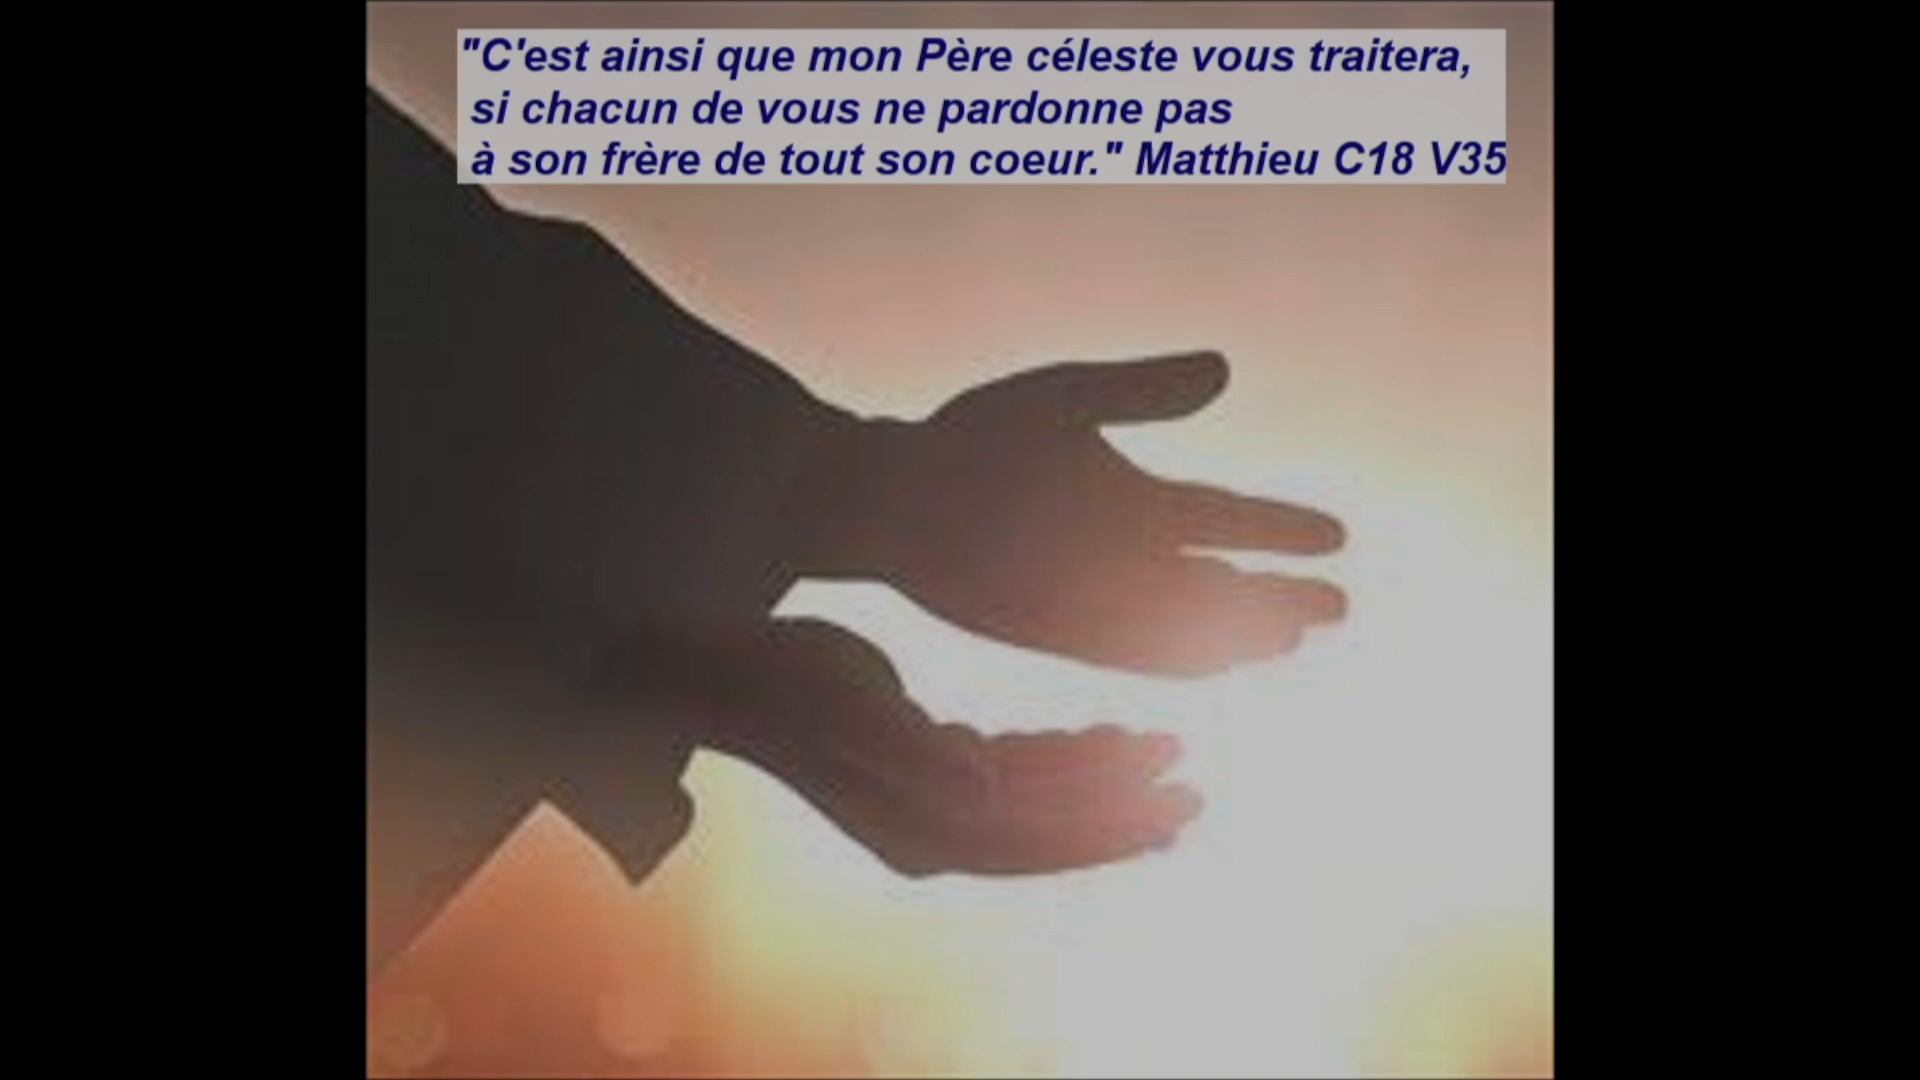 "C'est ainsi que mon Père céleste vous traitera,
si chacun de vous ne pardonne pas
à son frère de tout son coeur." Matthieu C18 V35